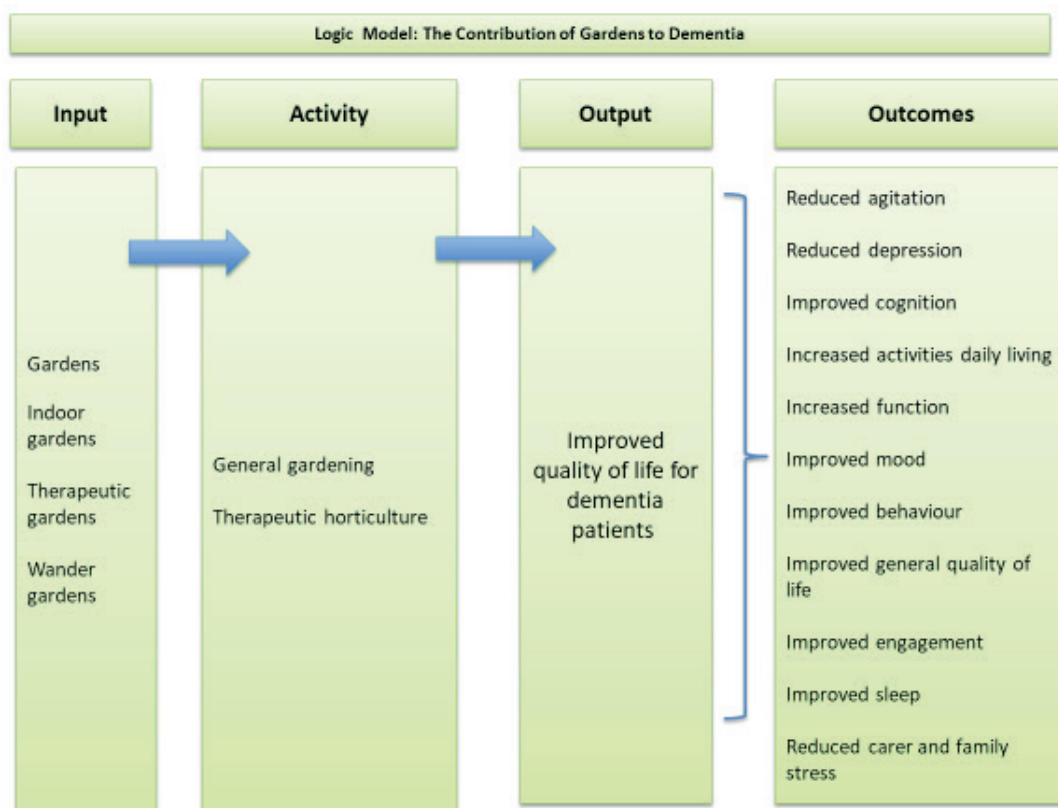 Logic Model: The Contribution of Gardens to Dementia
Input
Activity
Output
Outcomes
Gardens
Indoor
gardens
Therapeutic
gardens
Wander
gardens
General gardening
Therapeutic horticulture
Improved
quality of life for
dementia
patients
Reduced agitation
Reduced depression
Improved cognition
Increased activities daily living
Increased function
Improved mood
Improved behaviour
Improved general quality of
life
Improved engagement
Improved sleep
Reduced carer and family
stress